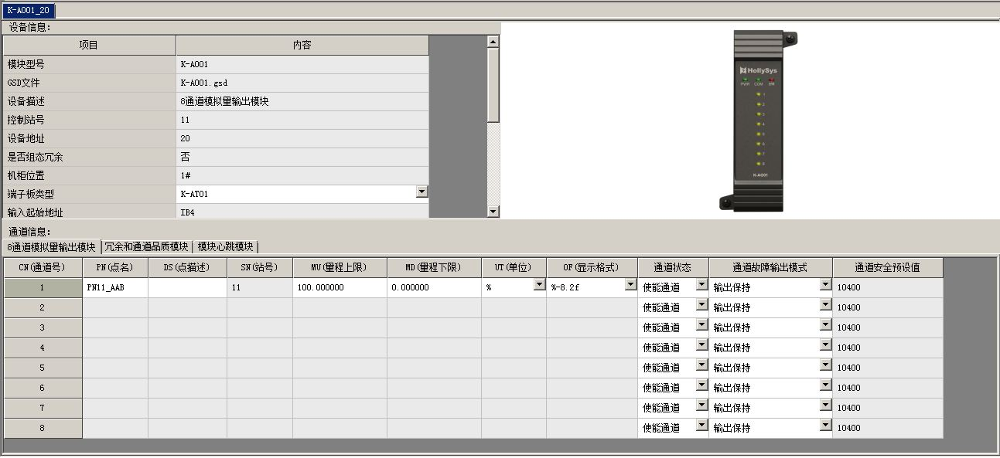 K-AO01_20
设备信息:
项目 内容
模块型号 K-AO01
GSD文件 K-AO01.gsd
设备描述 8通道模拟量输出模块
控制站号 11
设备地址 20
是否组态冗余 否
机柜位置 1#
端子板类型 K-AT01
输入起始地址 IB4
HollySys
PWR COM ERR
1
2
3
4
5
6
7
8
K-AO01
通道信息:
8通道模拟量输出模块 冗余和通道品质模块 模块心跳模块
CN(通道号) PN(点名) DS(点描述) SN(站号) MU(量程上限) MD(量程下限) UT(单位) OF(显示格式) 通道状态 通道故障输出模式 通道安全预设值
1 PN11_AAB 11 100.000000 0.000000 % %-8.2f 使能通道 输出保持 10400
2 使能通道 输出保持 10400
3 使能通道 输出保持 10400
4 使能通道 输出保持 10400
5 使能通道 输出保持 10400
6 使能通道 输出保持 10400
7 使能通道 输出保持 10400
8 使能通道 输出保持 10400